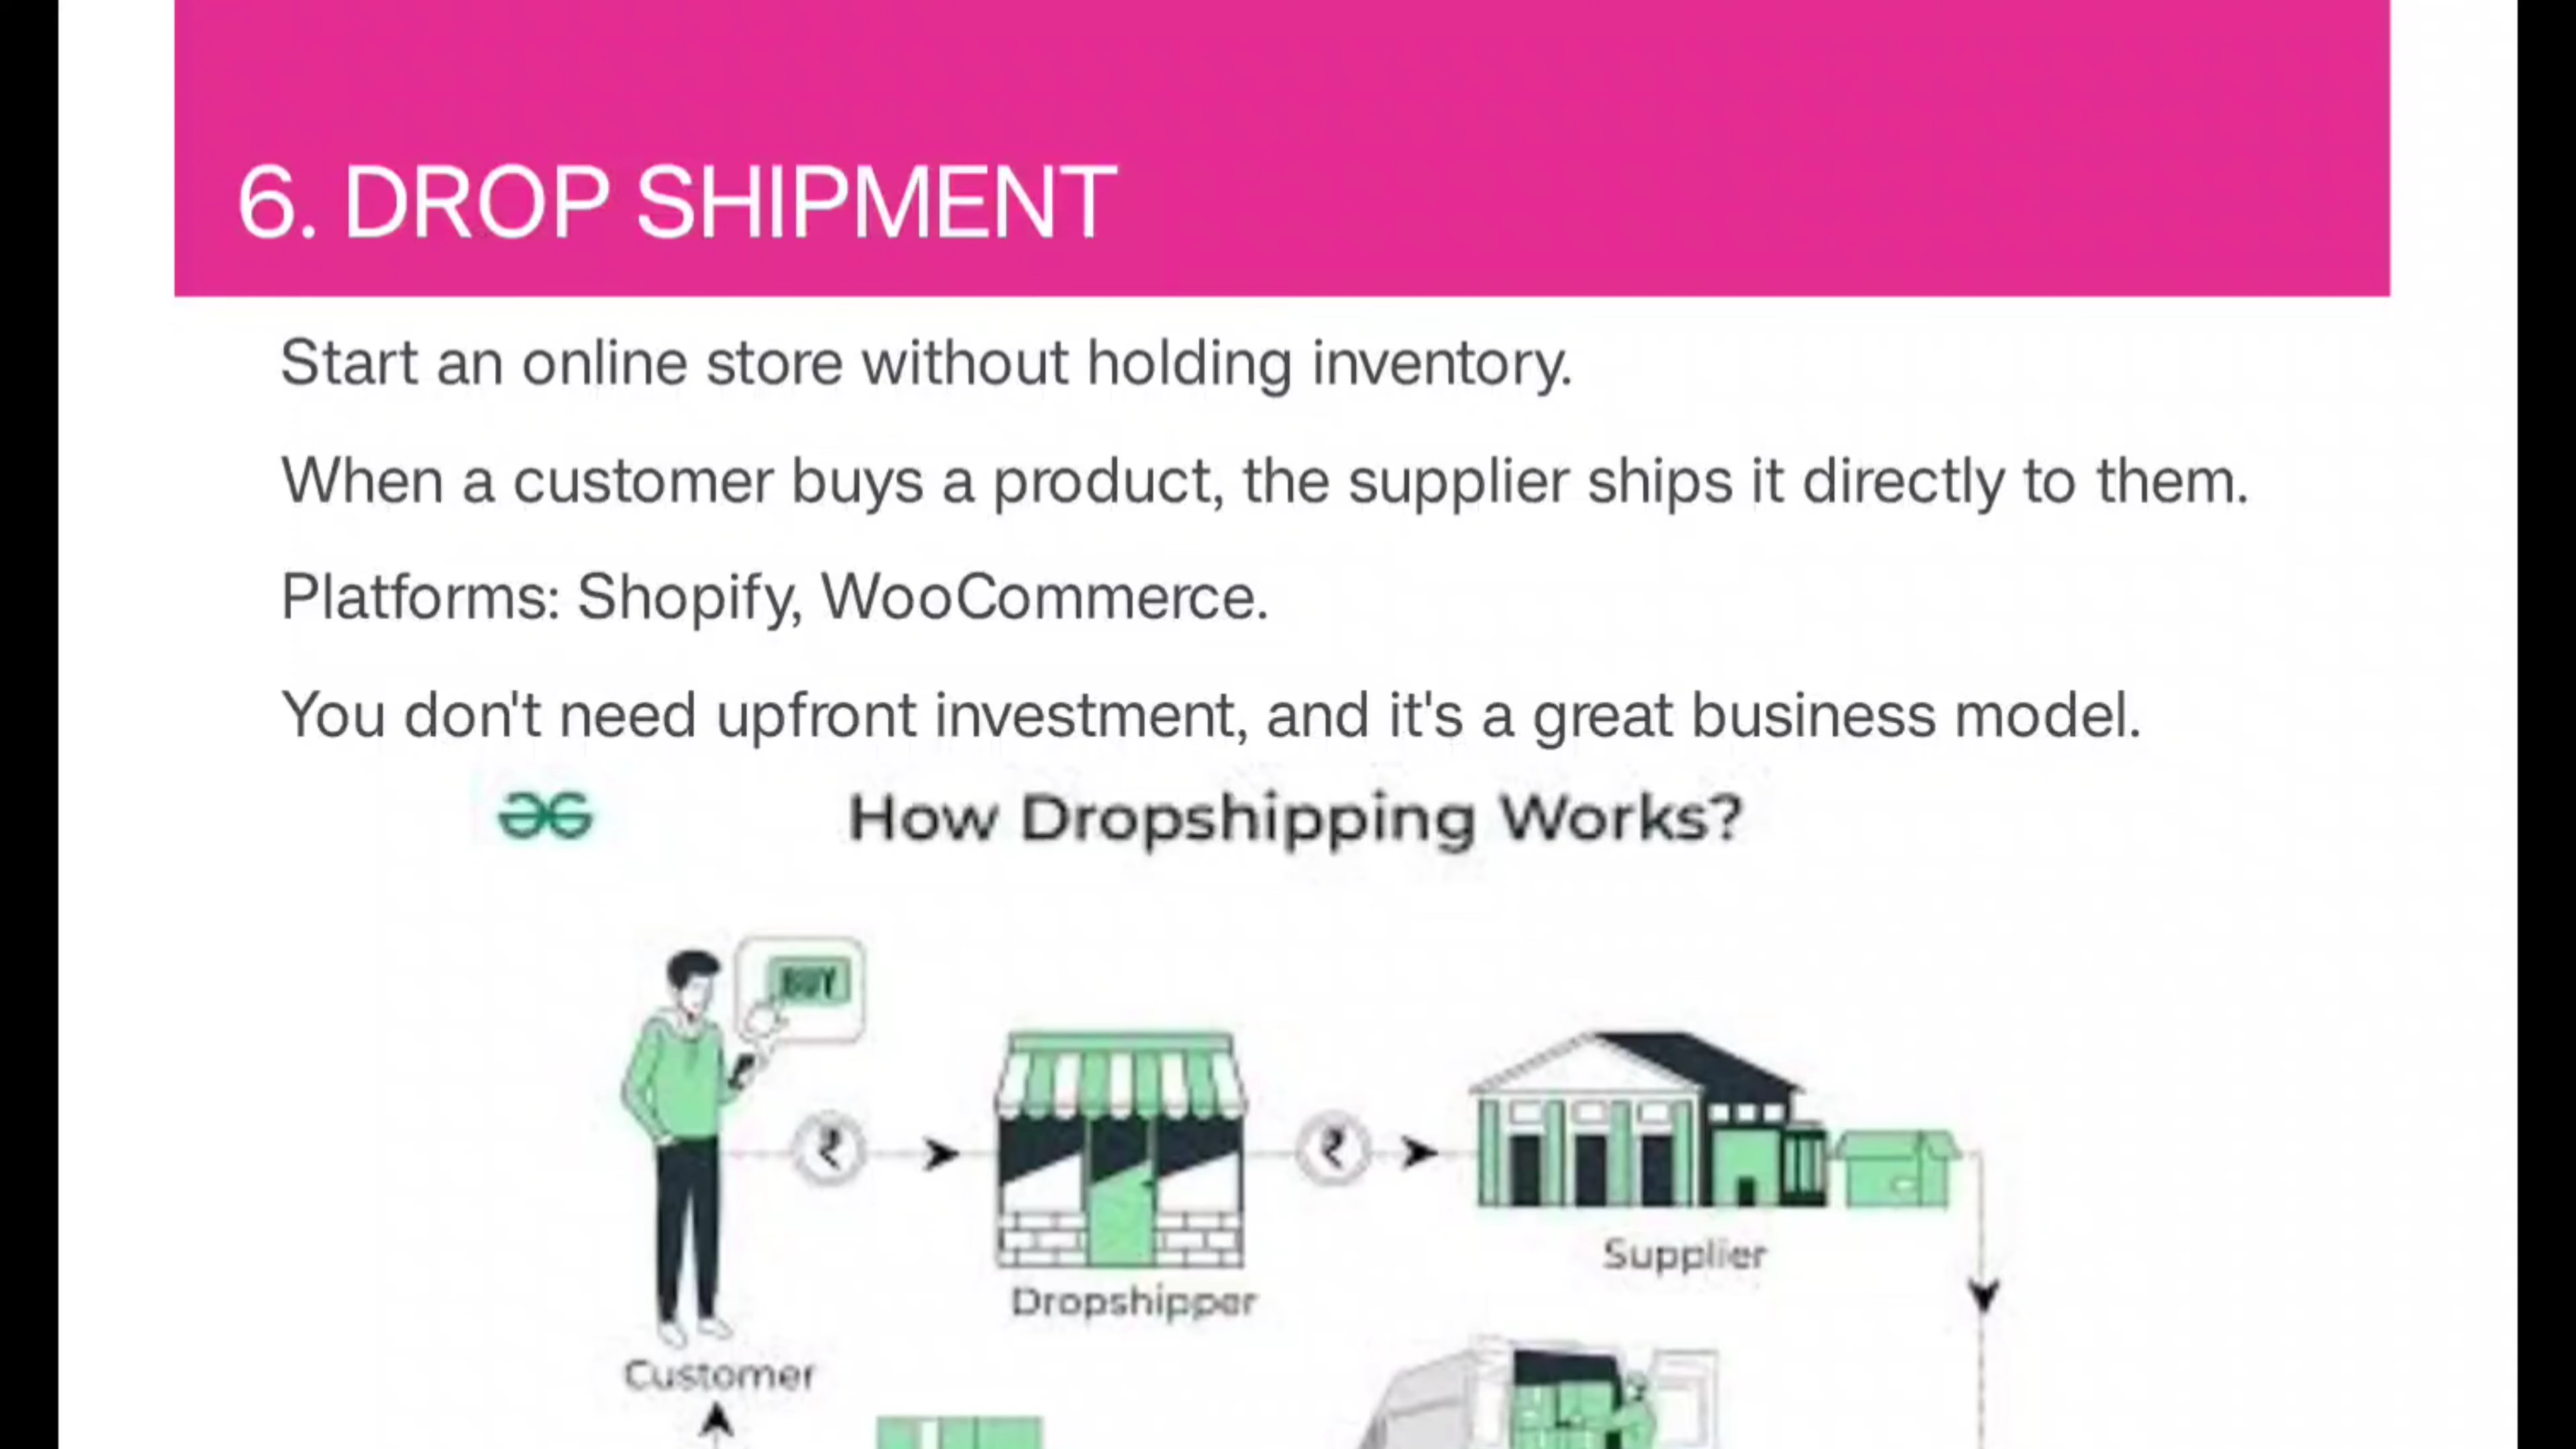 6. DROP SHIPMENT
Start an online store without holding inventory.
When a customer buys a product, the supplier ships it directly to them.
Platforms: Shopify, WooCommerce.
You don't need upfront investment, and it's a great business model.
How Dropshipping Works?
BUY
₹
₹
Supplier
Dropshipper
Customer